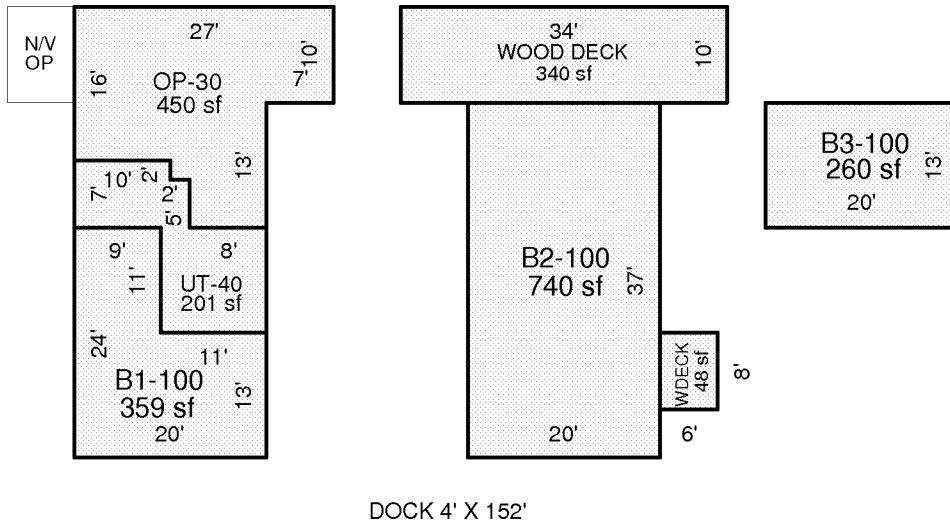 N/V
OP
27'
10'
7'
16'
OP-30
450 sf
13'
10'
2'
7'
2'
5'
9'
8'
11'
UT-40
201 sf
24'
11'
B1-100
359 sf
13'
20'
34'
WOOD DECK
340 sf
10'
B2-100
740 sf
37'
20'
WDECK
48 sf
8'
6'
B3-100
260 sf
13'
20'
DOCK 4' X 152'